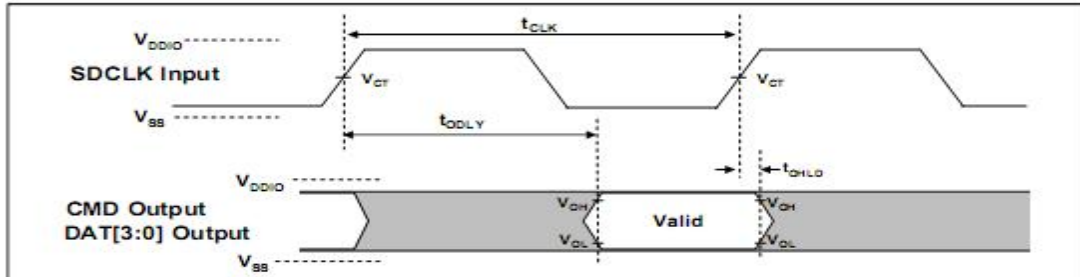 tCLK
VDDIO
SDCLK Input
VCT
VCT
VSS
tODLY
VDDIO
tOHLD
CMD Output
VOH
Valid
VOH
DAT[3:0] Output
VOL
VOL
VSS